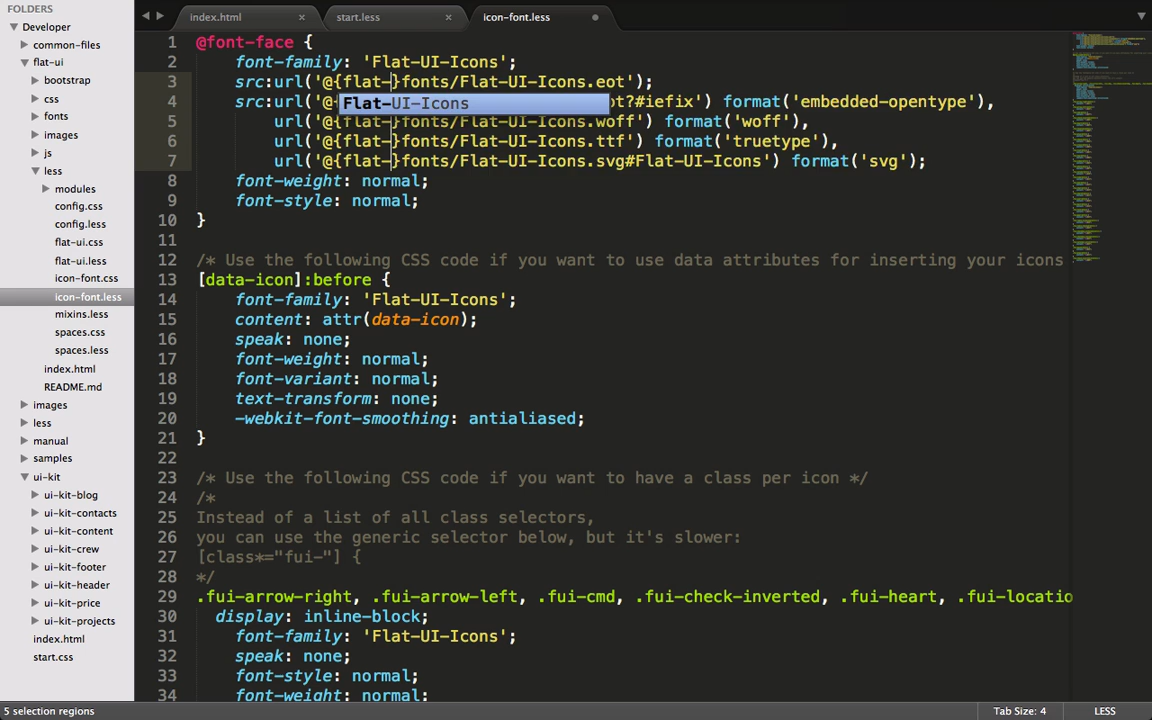 FOLDERS
Developer
common-files
flat-ui
bootstrap
css
fonts
images
js
less
modules
config.css
config.less
flat-ui.css
flat-ui.less
icon-font.css
icon-font.less
mixins.less
spaces.css
spaces.less
index.html
README.md
images
less
manual
samples
ui-kit
ui-kit-blog
ui-kit-contacts
ui-kit-content
ui-kit-crew
ui-kit-footer
ui-kit-header
ui-kit-price
ui-kit-projects
index.html
start.css
index.html × start.less × icon-font.less
1 @font-face {
2 font-family: 'Flat-UI-Icons';
3 src:url('@{flat-}fonts/Flat-UI-Icons.eot');
Flat-UI-Icons
4 src:url('@ ot?#iefix') format('embedded-opentype'),
5 url('@{flat-}fonts/Flat-UI-Icons.woff') format('woff'),
6 url('@{flat-}fonts/Flat-UI-Icons.ttf') format('truetype'),
7 url('@{flat-}fonts/Flat-UI-Icons.svg#Flat-UI-Icons') format('svg');
8 font-weight: normal;
9 font-style: normal;
10 }
11
12 /* Use the following CSS code if you want to use data attributes for inserting your icons
13 [data-icon]:before {
14 font-family: 'Flat-UI-Icons';
15 content: attr(data-icon);
16 speak: none;
17 font-weight: normal;
18 font-variant: normal;
19 text-transform: none;
20 -webkit-font-smoothing: antialiased;
21 }
22
23 /* Use the following CSS code if you want to have a class per icon */
24 /*
25 Instead of a list of all class selectors,
26 you can use the generic selector below, but it's slower:
27 [class*="fui-"] {
28 */
29 .fui-arrow-right, .fui-arrow-left, .fui-cmd, .fui-check-inverted, .fui-heart, .fui-locatio
30 display: inline-block;
31 font-family: 'Flat-UI-Icons';
32 speak: none;
33 font-style: normal;
34 font-weight: normal;
5 selection regions
Tab Size: 4
LESS